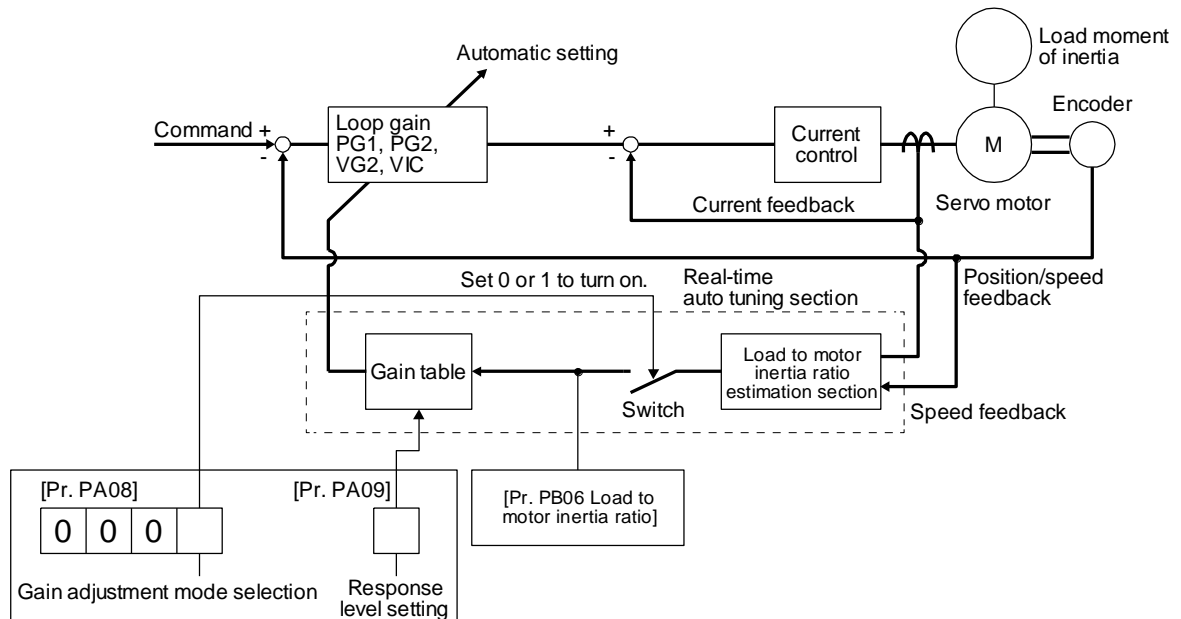 Load moment
of inertia
Automatic setting
Encoder
Command +
-
Loop gain
PG1, PG2,
VG2, VIC
+
-
Current
control
M
Current feedback
Servo motor
Set 0 or 1 to turn on.
Real-time
auto tuning section
Position/speed
feedback
Gain table
Switch
Load to motor
inertia ratio
estimation section
Speed feedback
[Pr. PA08]
[Pr. PA09]
[Pr. PB06 Load to
motor inertia ratio]
0 0 0
Gain adjustment mode selection
Response
level setting